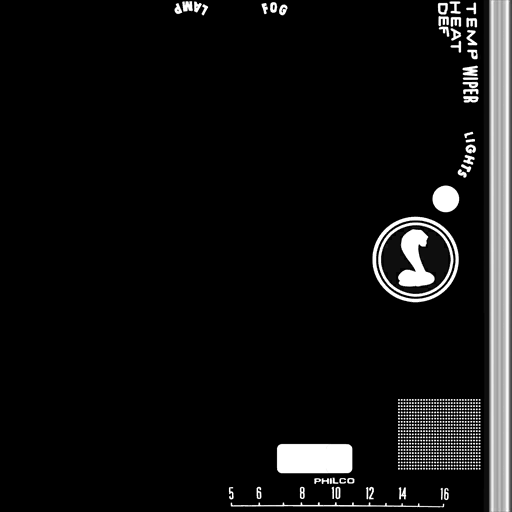 LAMP
FOG
TEMP
HEAT
DEF
WIPER
LIGHTS
PHILCO
5 6 8 10 12 14 16